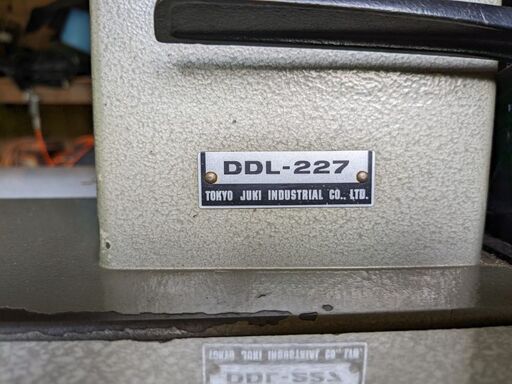 DDL-227
TOKYO JUKI INDUSTRIAL CO., LTD.